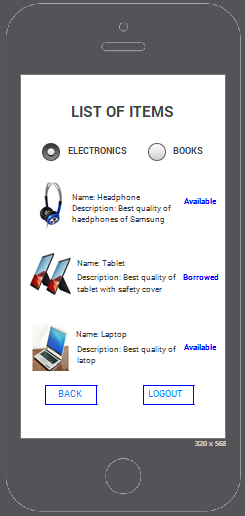 LIST OF ITEMS
ELECTRONICS BOOKS
Name: Headphone
Available
Description: Best quality of
haedphones of Samsung
Name: Tablet
Description: Best quality of
Borrowed
tablet with safety cover
Name: Laptop
Description: Best quality of
Available
latop
BACK LOGOUT
320 x 568